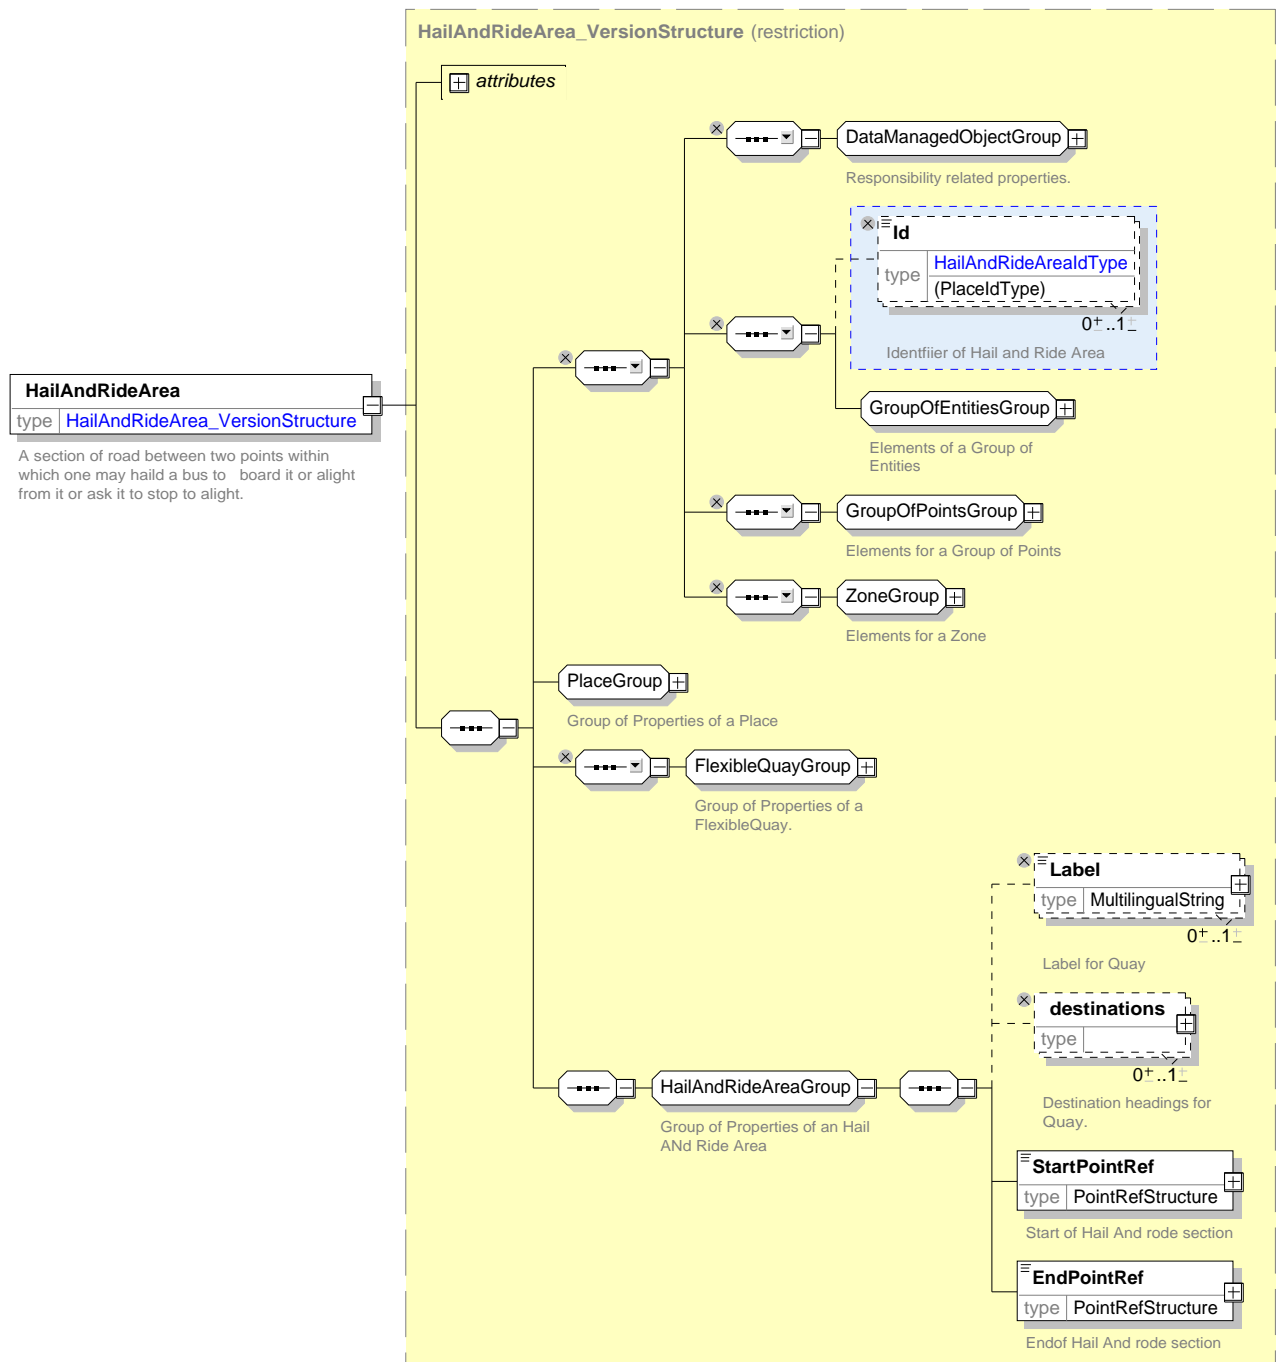 HailAndRideArea_VersionStructure (restriction)
attributes
DataManagedObjectGroup
Responsibility related properties.
Id
type HailAndRideAreaIdType
(PlaceIdType)
0..1
Identfiier of Hail and Ride Area
HailAndRideArea
type HailAndRideArea_VersionStructure
A section of road between two points within
which one may haild a bus to board it or alight
from it or ask it to stop to alight.
GroupOfEntitiesGroup
Elements of a Group of
Entities
GroupOfPointsGroup
Elements for a Group of Points
ZoneGroup
Elements for a Zone
PlaceGroup
Group of Properties of a Place
FlexibleQuayGroup
Group of Properties of a
FlexibleQuay.
Label
type MultilingualString
0..1
Label for Quay
destinations
type
0..1
Destination headings for
Quay.
HailAndRideAreaGroup
Group of Properties of an Hail
ANd Ride Area
StartPointRef
type PointRefStructure
Start of Hail And rode section
EndPointRef
type PointRefStructure
Endof Hail And rode section